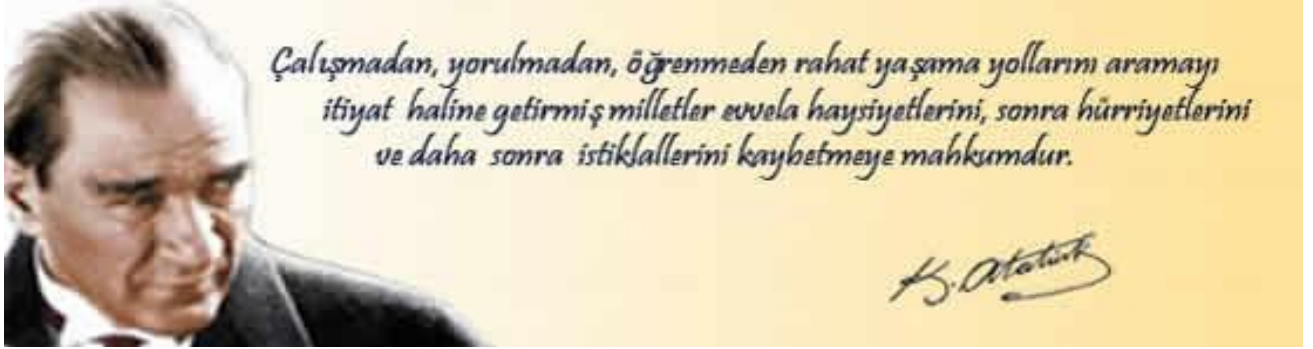 Çalışmadan, yorulmadan, öğrenmeden rahat yaşama yollarını aramayı
itiyat haline getirmiş milletler evvela haysiyetlerini, sonra hürriyetlerini
ve daha sonra istiklallerini kaybetmeye mahkumdur.
K. Atatürk